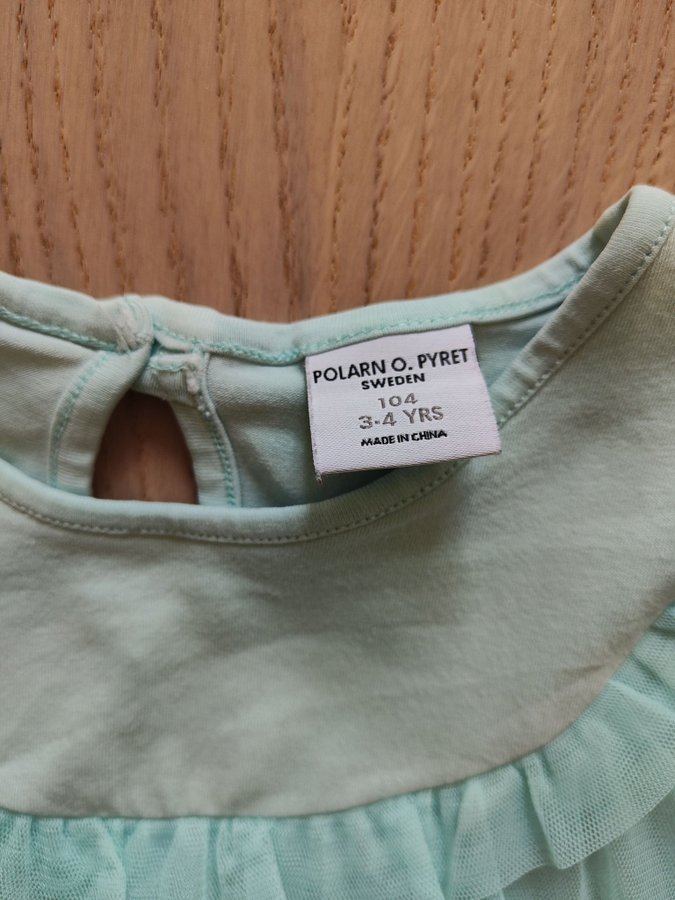 POLARN O. PYRET
SWEDEN
104
3-4 YRS
MADE IN CHINA